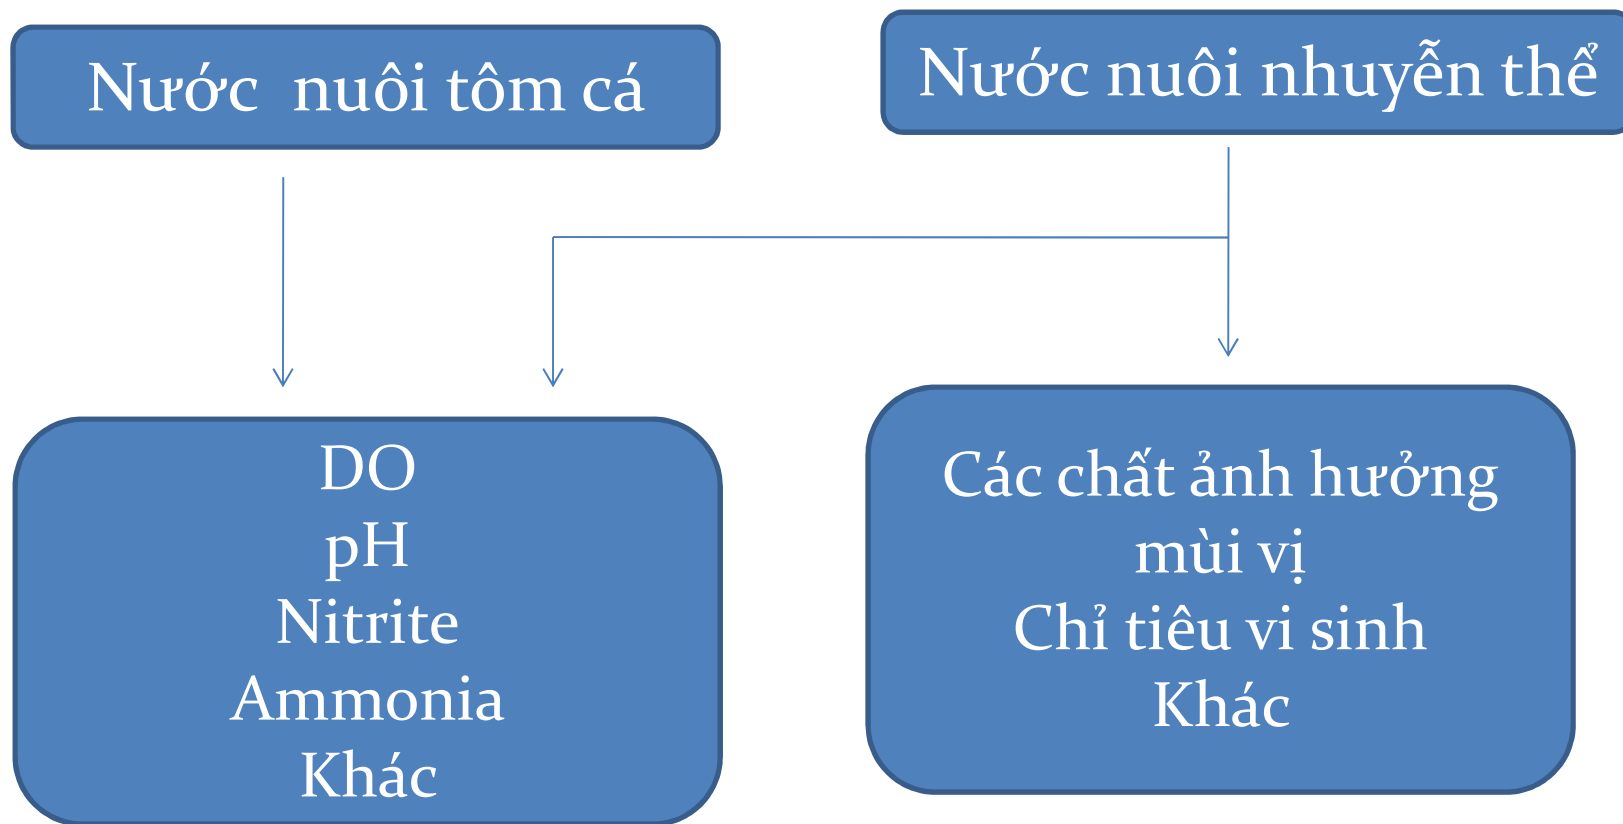 Nước nuôi tôm cá
Nước nuôi nhuyễn thể
DO
pH
Nitrite
Ammonia
Khác
Các chất ảnh hưởng
mùi vị
Chỉ tiêu vi sinh
Khác